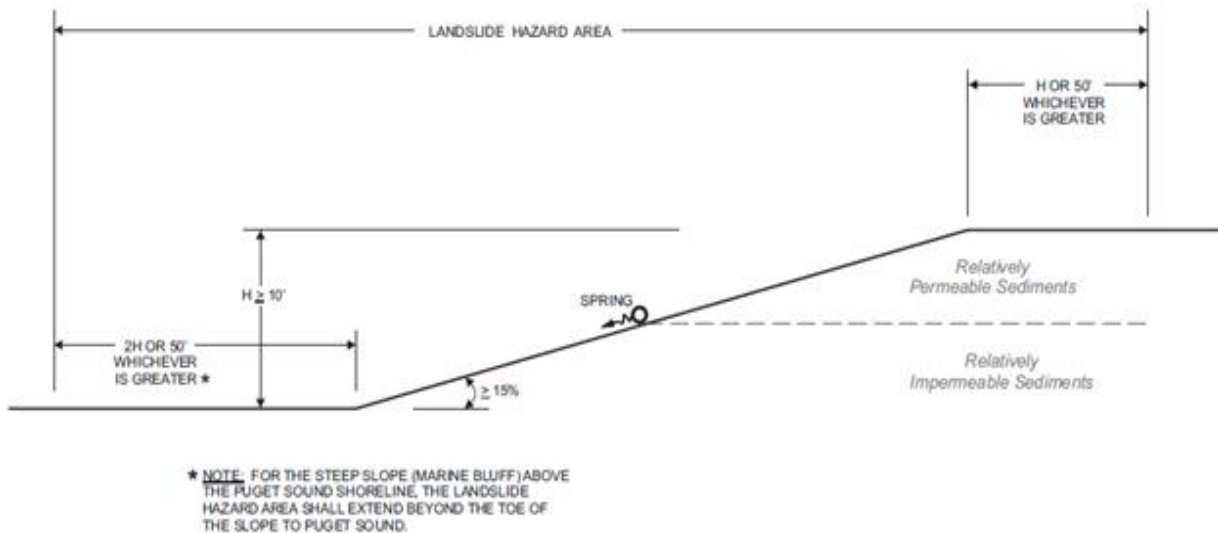 LANDSLIDE HAZARD AREA
H OR 50'
WHICHEVER
IS GREATER
Relatively
Permeable Sediments
H ≥ 10'
SPRING
2H OR 50'
WHICHEVER
IS GREATER *
≥ 15%
Relatively
Impermeable Sediments
* NOTE: FOR THE STEEP SLOPE (MARINE BLUFF) ABOVE
THE PUGET SOUND SHORELINE, THE LANDSLIDE
HAZARD AREA SHALL EXTEND BEYOND THE TOE OF
THE SLOPE TO PUGET SOUND.